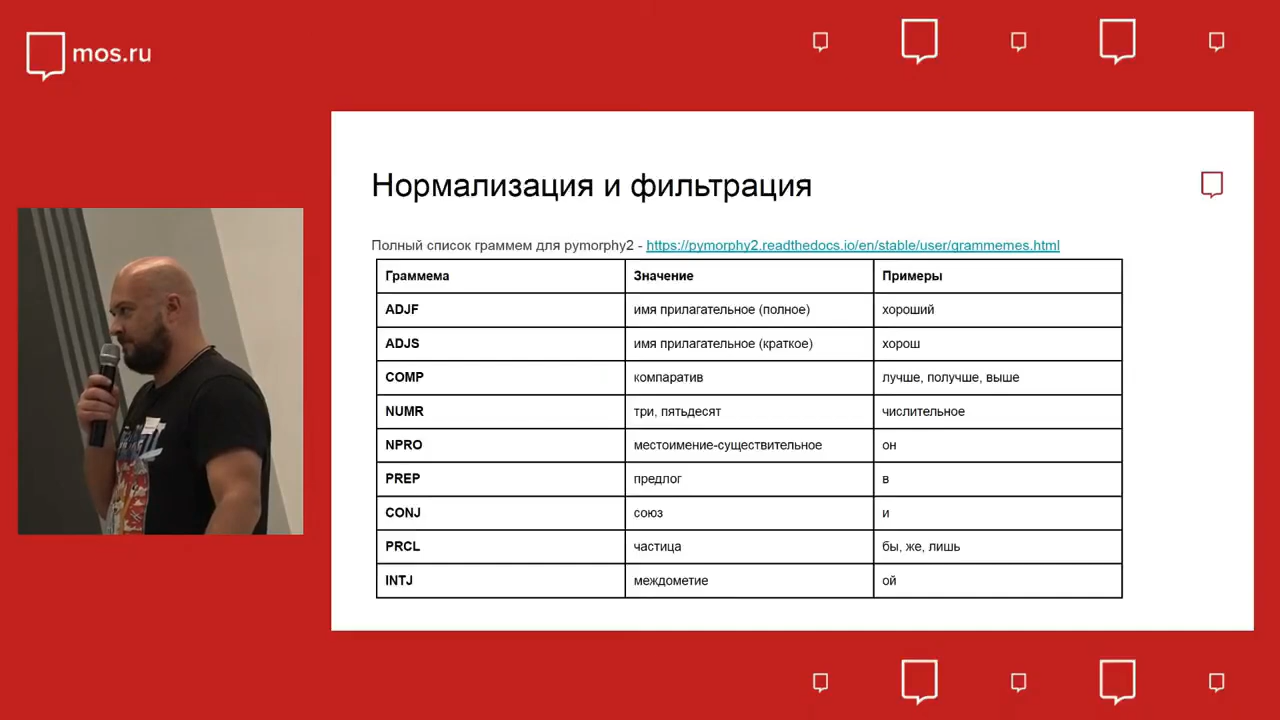 mos.ru
Нормализация и фильтрация
Полный список граммем для pymorphy2 - https://pymorphy2.readthedocs.io/en/stable/user/grammemes.html
Граммема Значение Примеры
ADJF имя прилагательное (полное) хороший
ADJS имя прилагательное (краткое) хорош
COMP компаратив лучше, получше, выше
NUMR три, пятьдесят числительное
NPRO местоимение-существительное он
PREP предлог в
CONJ союз и
PRCL частица бы, же, лишь
INTJ междометие ой